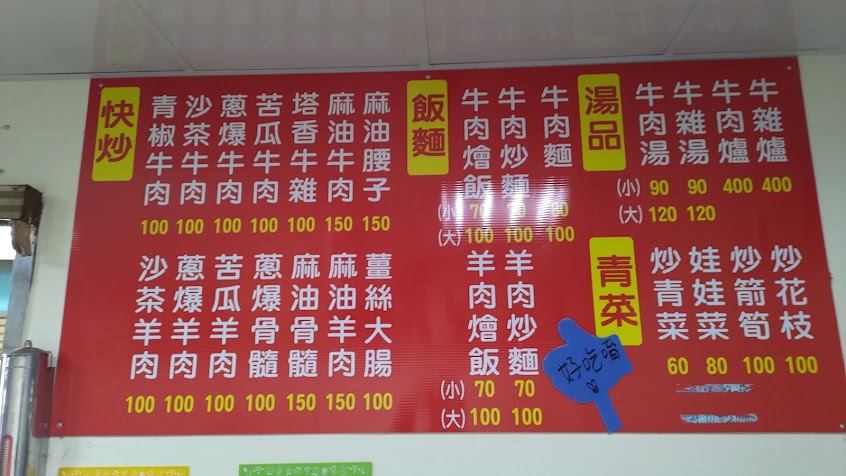 快炒
青椒牛肉
沙茶牛肉
蔥爆牛肉
苦瓜牛肉
塔香牛雜
麻油牛肉
麻油腰子
100 100 100 100 100 150 150
沙茶羊肉
蔥爆羊肉
苦瓜羊肉
蔥爆骨髓
麻油骨髓
麻油羊肉
薑絲大腸
100 100 100 100 150 150 100
飯麵
牛肉燴飯
牛肉炒麵
牛肉麵
(小) 70
(大) 100 100 100
羊肉燴飯
羊肉炒麵
(小) 70 70
(大) 100 100
湯品
牛肉湯
牛雜湯
牛肉爐
牛雜爐
(小) 90 90 400 400
(大) 120 120
青菜
炒青菜
娃娃菜
炒箭筍
炒花枝
60 80 100 100
好吃唷